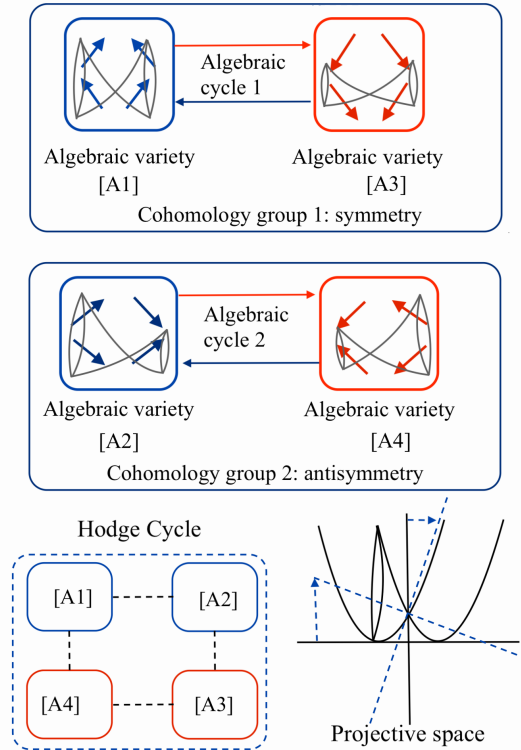 Algebraic
cycle 1
Algebraic variety
[A1]
Algebraic variety
[A3]
Cohomology group 1: symmetry
Algebraic
cycle 2
Algebraic variety
[A2]
Algebraic variety
[A4]
Cohomology group 2: antisymmetry
Hodge Cycle
[A1]
[A2]
[A4]
[A3]
Projective space